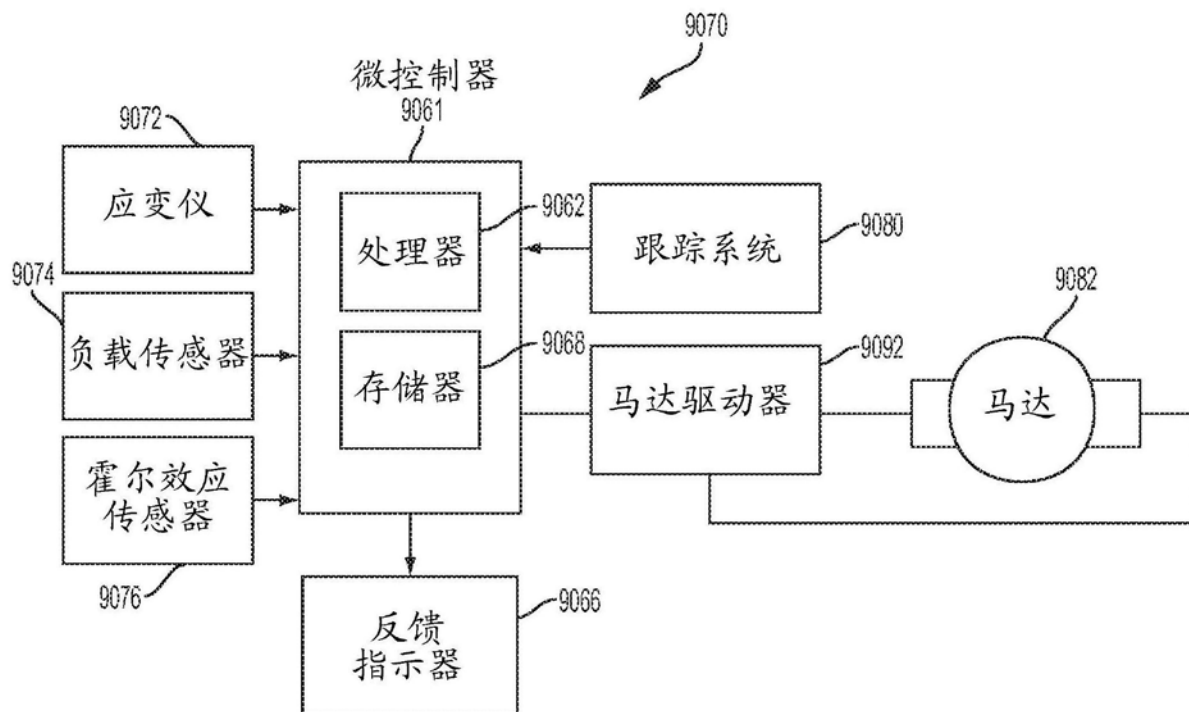 9070
微控制器
9061
9072
应变仪
9062
处理器
9080
跟踪系统
9074
负载传感器
9068
存储器
9092
马达驱动器
9082
马达
霍尔效应
传感器
9076
9066
反馈
指示器